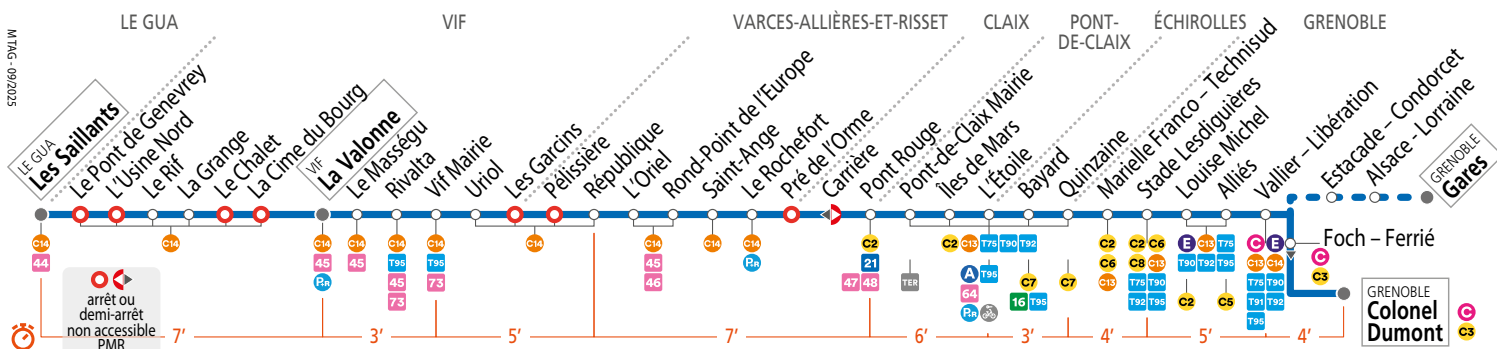 LE GUA
VIF
VARCES-ALLIÈRES-ET-RISSET
CLAIX
PONT-
DE-CLAIX
ÉCHIROLLES
GRENOBLE
M TAG - 09/2025
LE GUA
Les Saillants
Le Pont de Genevrey
L'Usine Nord
Le Rif
La Grange
Le Chalet
La Cime du Bourg
VIF
La Valonne
Le Masségu
Rivalta
Vif Mairie
Uriol
Les Garcins
Pélissière
République
L'Oriel
Rond-Point de l'Europe
Saint-Ange
Le Rochefort
Pré de l'Orme
Carrière
Pont Rouge
Pont-de-Claix Mairie
Îles de Mars
L'Étoile
Bayard
Quinzaine
Marielle Franco – Technisud
Stade Lesdiguières
Louise Michel
Alliés
Vallier – Libération
Estacade – Condorcet
Alsace - Lorraine
GRENOBLE
Gares
Foch – Ferrié
C
C3
GRENOBLE
Colonel
Dumont
C
C3
C14
44
C14
C14
45
P+R
C14
45
C14
T95
45
73
C14
T95
73
C14
C14
45
46
C14
C14
P+R
C2
21
47 48
TER
C2
C13 T75 T90 T92
A T95
64
P+R
C7
16 T95
C7
C2
C6
C13
C2 C6
C8 C13
T75 T90
T92 T95
E C13 T75
T90 T92 T95
C2
C5
C E
C13 C14
T75 T90
T91 T92
T95
arrêt ou
demi-arrêt
non accessible
PMR
7'
3'
5'
7'
6'
3'
4'
5'
4'